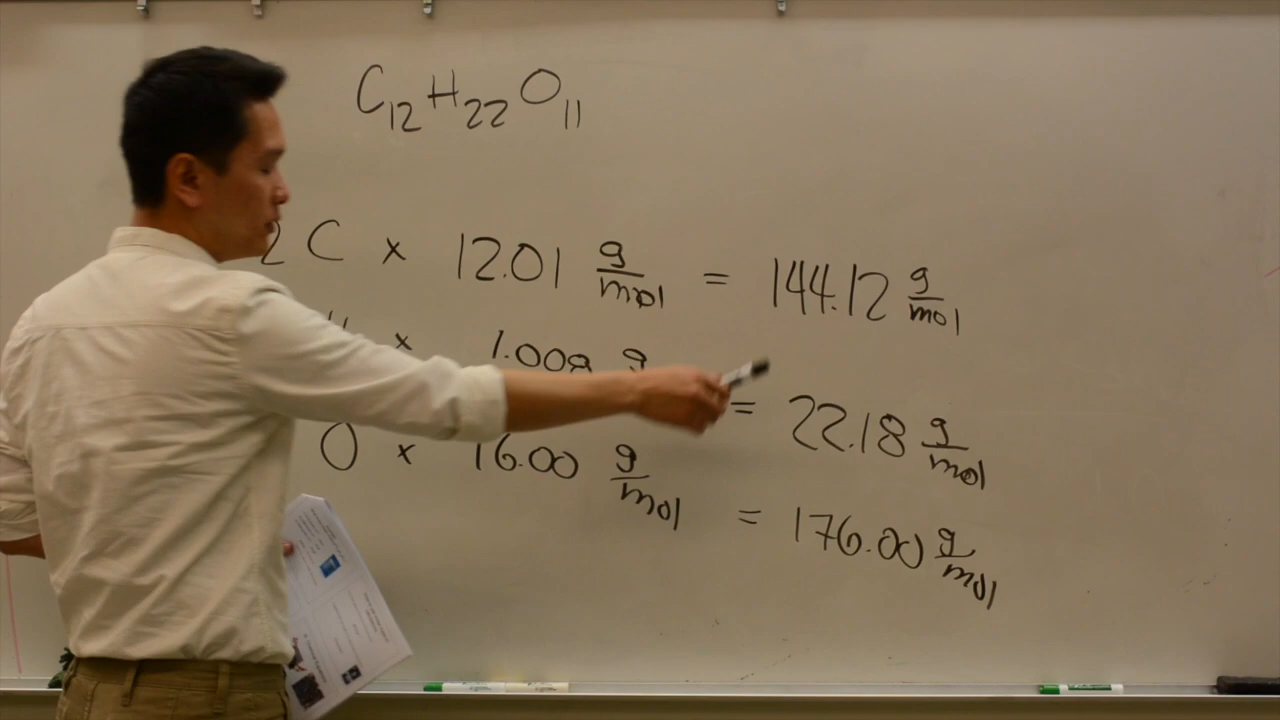 C12H22O11
2 C × 12.01 g/mol = 144.12 g/mol
× 1.008 g = 22.18 g/mol
O × 16.00 g/mol = 176.00 g/mol